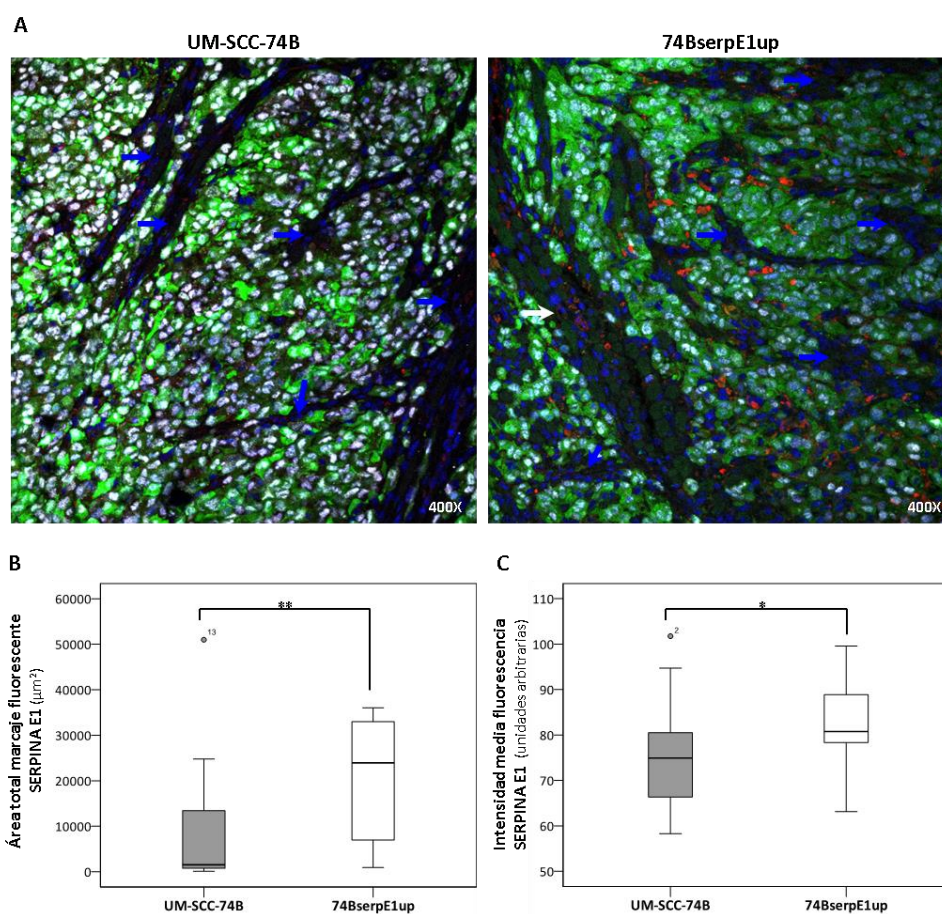 A
UM-SCC-74B
74BserpE1up
400X
400X
B
Área total marcaje fluorescente
SERPINA E1 (µm²)
60000
50000
40000
30000
20000
10000
0
**
13
UM-SCC-74B
74BserpE1up
C
Intensidad media fluorescencia
SERPINA E1 (unidades arbitrarias)
110
100
90
80
70
60
50
*
2
UM-SCC-74B
74BserpE1up